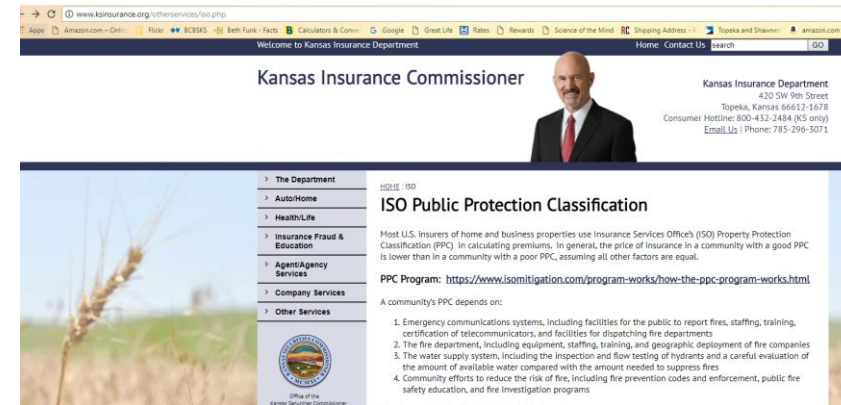 www.ksinsurance.org/otherservices/iso.php
Apps Amazon.com - Onlin Flickr BCBSKS Beth Funk - Facts Calculators & Conve Google Great Life Rates Rewards Science of the Mind Shipping Address - Topeka and Shawnee amazon.com
Welcome to Kansas Insurance Department Home Contact Us search GO
Kansas Insurance Commissioner
Kansas Insurance Department
420 SW 9th Street
Topeka, Kansas 66612-1678
Consumer Hotline: 800-432-2484 (KS only)
Email Us | Phone: 785-296-3071
> The Department
> Auto/Home
> Health/Life
> Insurance Fraud &
Education
> Agent/Agency
Services
> Company Services
> Other Services
Office of the
Kansas Securities Commissioner
HOME : ISO
ISO Public Protection Classification
Most U.S. insurers of home and business properties use Insurance Services Office's (ISO) Property Protection
Classification (PPC) in calculating premiums. In general, the price of insurance in a community with a good PPC
is lower than in a community with a poor PPC, assuming all other factors are equal.
PPC Program: https://www.isomitigation.com/program-works/how-the-ppc-program-works.html
A community's PPC depends on:
1. Emergency communications systems, including facilities for the public to report fires, staffing, training,
certification of telecommunicators, and facilities for dispatching fire departments
2. The fire department, including equipment, staffing, training, and geographic deployment of fire companies
3. The water supply system, including the inspection and flow testing of hydrants and a careful evaluation of
the amount of available water compared with the amount needed to suppress fires
4. Community efforts to reduce the risk of fire, including fire prevention codes and enforcement, public fire
safety education, and fire investigation programs